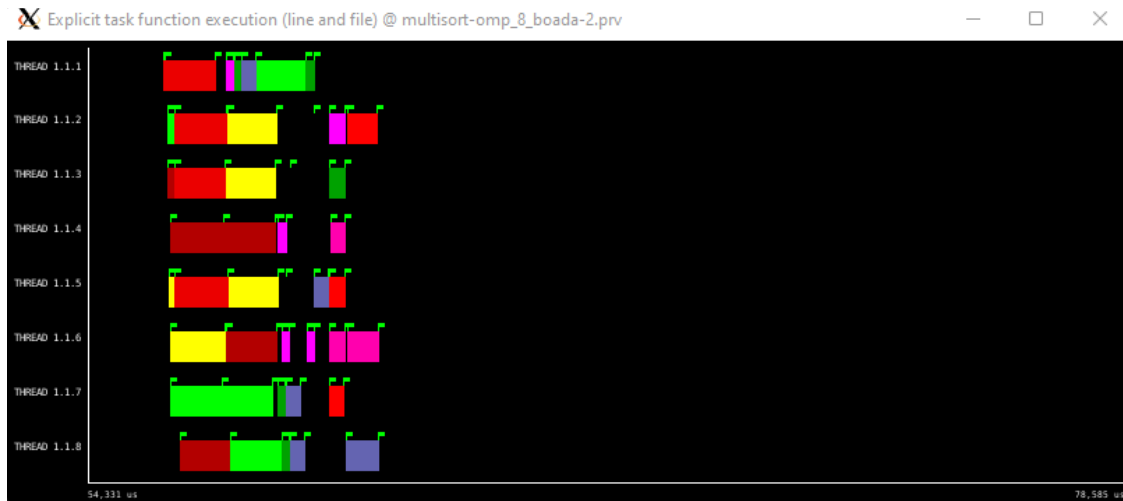 Explicit task function execution (line and file) @ multisort-omp_8_boada-2.prv
THREAD 1.1.1
THREAD 1.1.2
THREAD 1.1.3
THREAD 1.1.4
THREAD 1.1.5
THREAD 1.1.6
THREAD 1.1.7
THREAD 1.1.8
54,331 us
78,585 us